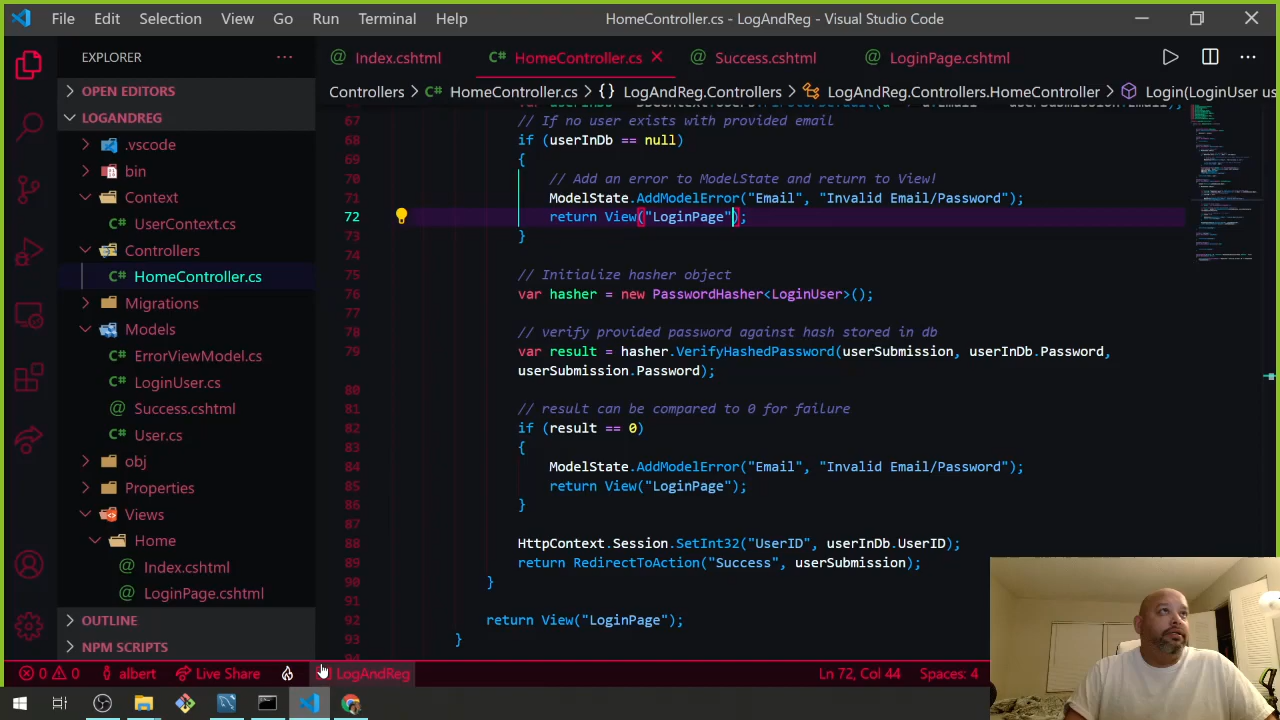 File Edit Selection View Go Run Terminal Help HomeController.cs - LogAndReg - Visual Studio Code
EXPLORER
OPEN EDITORS
LOGANDREG
.vscode
bin
Context
UserContext.cs
Controllers
HomeController.cs
Migrations
Models
ErrorViewModel.cs
LoginUser.cs
Success.cshtml
User.cs
obj
Properties
Views
Home
Index.cshtml
LoginPage.cshtml
OUTLINE
NPM SCRIPTS
Index.cshtml HomeController.cs Success.cshtml LoginPage.cshtml
Controllers > HomeController.cs > {} LogAndReg.Controllers > LogAndReg.Controllers.HomeController > Login(LoginUser us
67 // If no user exists with provided email
68 if (userInDb == null)
69 {
70 // Add an error to ModelState and return to View!
71 ModelState.AddModelError("Email", "Invalid Email/Password");
72 return View("LoginPage");
73 }
74
75 // Initialize hasher object
76 var hasher = new PasswordHasher<LoginUser>();
77
78 // verify provided password against hash stored in db
79 var result = hasher.VerifyHashedPassword(userSubmission, userInDb.Password,
userSubmission.Password);
80
81 // result can be compared to 0 for failure
82 if (result == 0)
83 {
84 ModelState.AddModelError("Email", "Invalid Email/Password");
85 return View("LoginPage");
86 }
87
88 HttpContext.Session.SetInt32("UserID", userInDb.UserID);
89 return RedirectToAction("Success", userSubmission);
90 }
91
92 return View("LoginPage");
93 }
0 0 albert Live Share LogAndReg Ln 72, Col 44 Spaces: 4